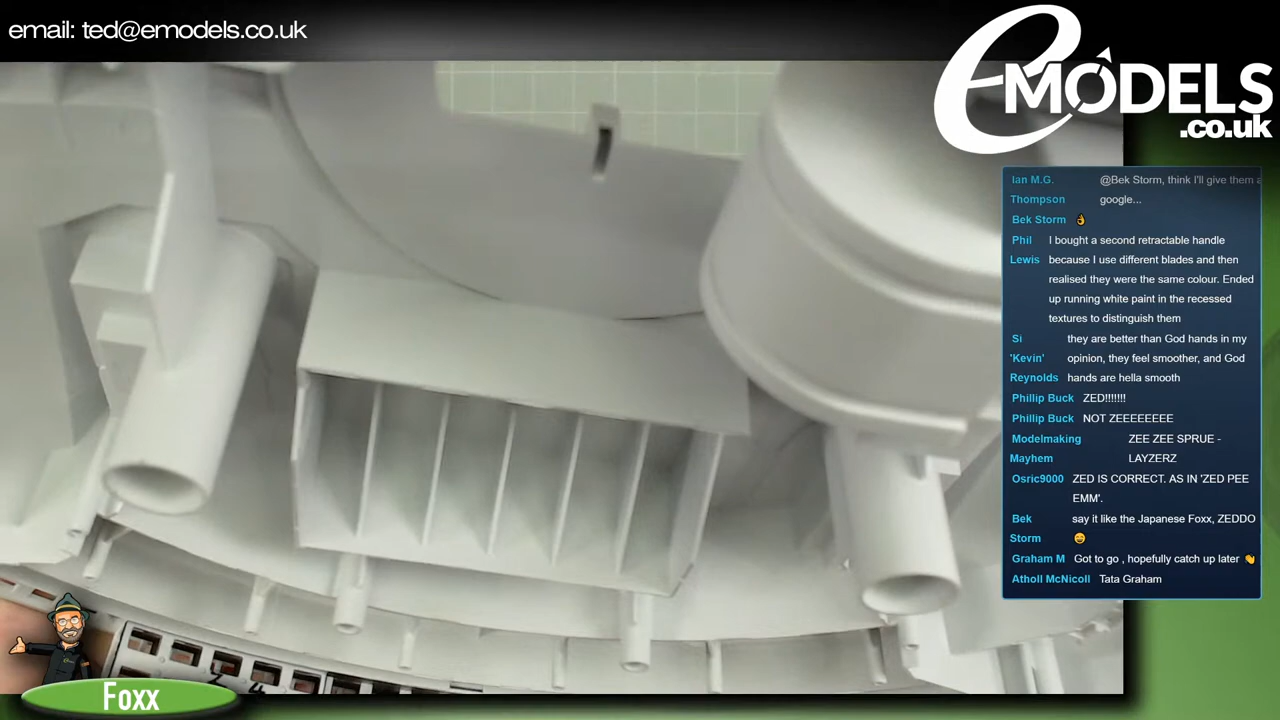 email: ted@emodels.co.uk
eMODELS
.co.uk
Ian M.G. @Bek Storm, think I'll give them a
Thompson google...
Bek Storm 👌
Phil I bought a second retractable handle
Lewis because I use different blades and then
realised they were the same colour. Ended
up running white paint in the recessed
textures to distinguish them
Si they are better than God hands in my
'Kevin' opinion, they feel smoother, and God
Reynolds hands are hella smooth
Phillip Buck ZED!!!!!!!
Phillip Buck NOT ZEEEEEEEE
Modelmaking ZEE ZEE SPRUE -
Mayhem LAYZERZ
Osric9000 ZED IS CORRECT. AS IN 'ZED PEE
EMM'.
Bek say it like the Japanese Foxx, ZEDDO
Storm 😄
Graham M Got to go , hopefully catch up later 👏
Atholl McNicoll Tata Graham
Foxx